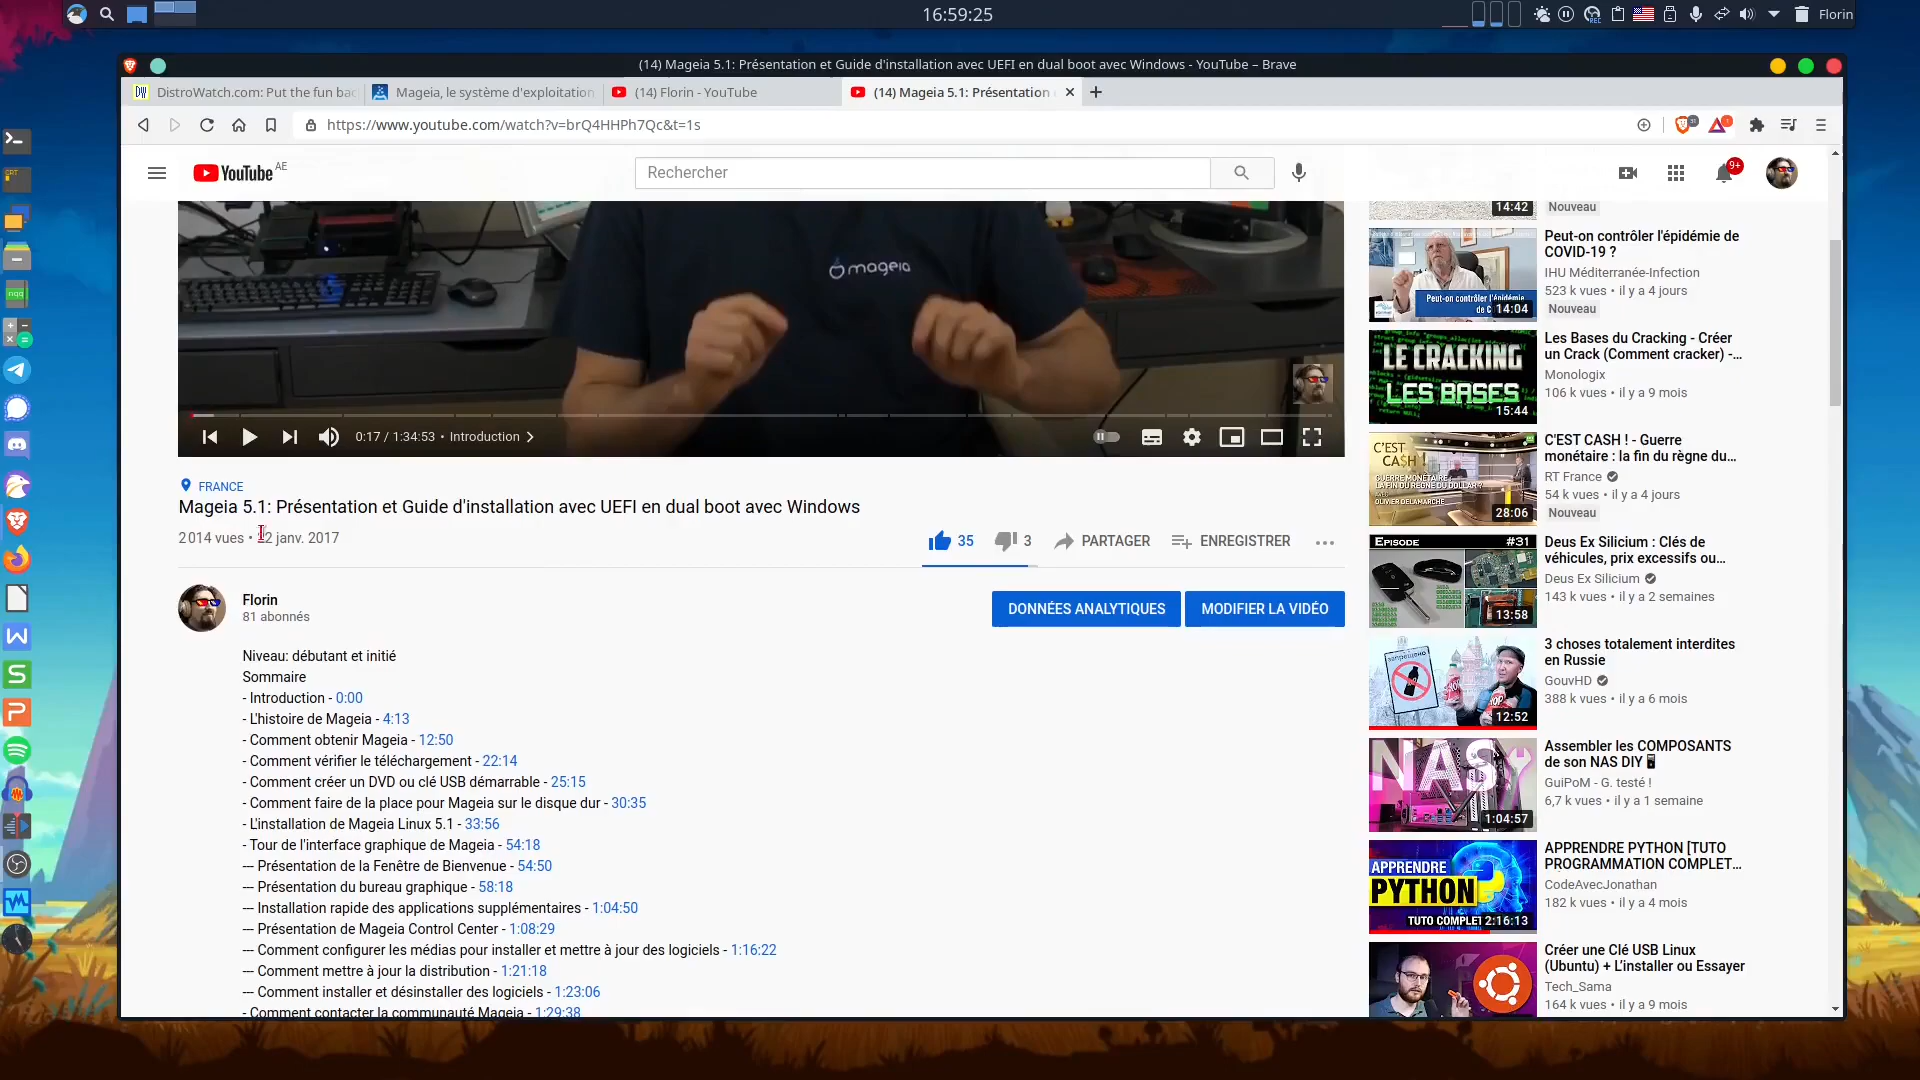 16:59:25
Florin
(14) Mageia 5.1: Présentation et Guide d'installation avec UEFI en dual boot avec Windows - YouTube – Brave
DistroWatch.com: Put the fun bac
Mageia, le système d'exploitation
(14) Florin - YouTube
(14) Mageia 5.1: Présentation
https://www.youtube.com/watch?v=brQ4HHPh7Qc&t=1s
YouTube AE
Rechercher
9+
mageia
0:17 / 1:34:53 • Introduction
FRANCE
Mageia 5.1: Présentation et Guide d'installation avec UEFI en dual boot avec Windows
2 014 vues • 22 janv. 2017
35
3
PARTAGER
ENREGISTRER
Florin
81 abonnés
DONNÉES ANALYTIQUES
MODIFIER LA VIDÉO
Niveau: débutant et initié
Sommaire
- Introduction - 0:00
- L'histoire de Mageia - 4:13
- Comment obtenir Mageia - 12:50
- Comment vérifier le téléchargement - 22:14
- Comment créer un DVD ou clé USB démarrable - 25:15
- Comment faire de la place pour Mageia sur le disque dur - 30:35
- L'installation de Mageia Linux 5.1 - 33:56
- Tour de l'interface graphique de Mageia - 54:18
--- Présentation de la Fenêtre de Bienvenue - 54:50
--- Présentation du bureau graphique - 58:18
--- Installation rapide des applications supplémentaires - 1:04:50
--- Présentation de Mageia Control Center - 1:08:29
--- Comment configurer les médias pour installer et mettre à jour des logiciels - 1:16:22
--- Comment mettre à jour la distribution - 1:21:18
--- Comment installer et désinstaller des logiciels - 1:23:06
- Comment contacter la communauté Mageia - 1:29:38
14:42
Nouveau
Peut-on contrôler l'épidémie de
COVID-19 ?
IHU Méditerranée-Infection
523 k vues • il y a 4 jours
Nouveau
Peut-on contrôler l'épidémie
14:04
Les Bases du Cracking - Créer
un Crack (Comment cracker) -...
Monologix
106 k vues • il y a 9 mois
LE CRACKING
LES BASES
15:44
C'EST CASH ! - Guerre
monétaire : la fin du règne du...
RT France
54 k vues • il y a 4 jours
Nouveau
C'EST
CA$H !
GUERRE MONÉTAIRE
LA FIN DU RÈGNE DU DOLLAR ?
AVEC
OLIVIER DELAMARCHE
28:06
Deus Ex Silicium : Clés de
véhicules, prix excessifs ou...
Deus Ex Silicium
143 k vues • il y a 2 semaines
EPISODE #31
13:58
3 choses totalement interdites
en Russie
GouvHD
388 k vues • il y a 6 mois
12:52
Assembler les COMPOSANTS
de son NAS DIY
GuiPoM - G. testé !
6,7 k vues • il y a 1 semaine
NAS
1:04:57
APPRENDRE PYTHON [TUTO
PROGRAMMATION COMPLET...
CodeAvecJonathan
182 k vues • il y a 4 mois
APPRENDRE
PYTHON
TUTO COMPLET
2:16:13
Créer une Clé USB Linux
(Ubuntu) + L'installer ou Essayer
Tech_Sama
164 k vues • il y a 9 mois